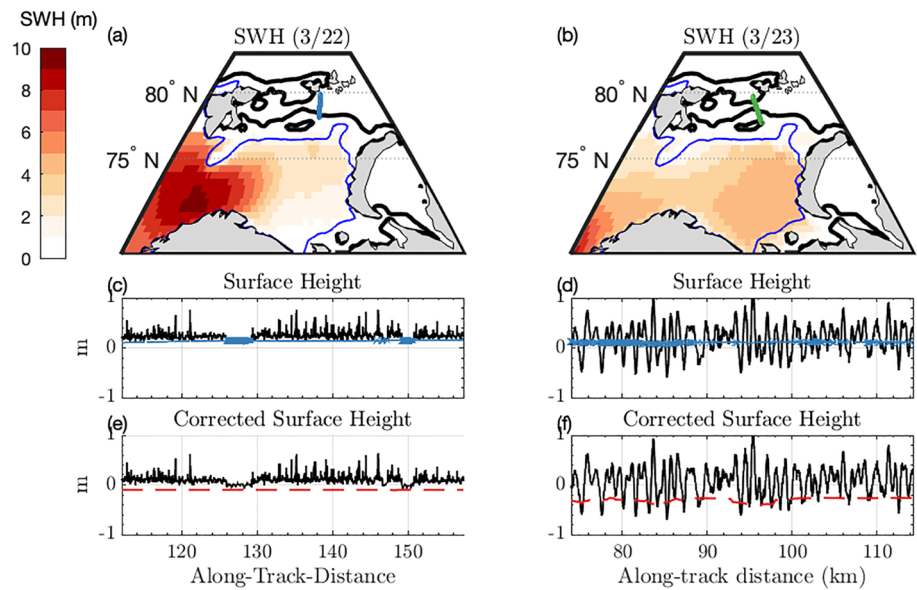 SWH (m)
10
8
6
4
2
0
(a)
SWH (3/22)
80° N
75° N
(b)
SWH (3/23)
80° N
75° N
(c)
Surface Height
1
0
-1
m
(d)
Surface Height
1
0
-1
(e)
Corrected Surface Height
1
0
-1
m
120
130
140
150
Along-Track-Distance
(f)
Corrected Surface Height
1
0
-1
80
90
100
110
Along-track distance (km)